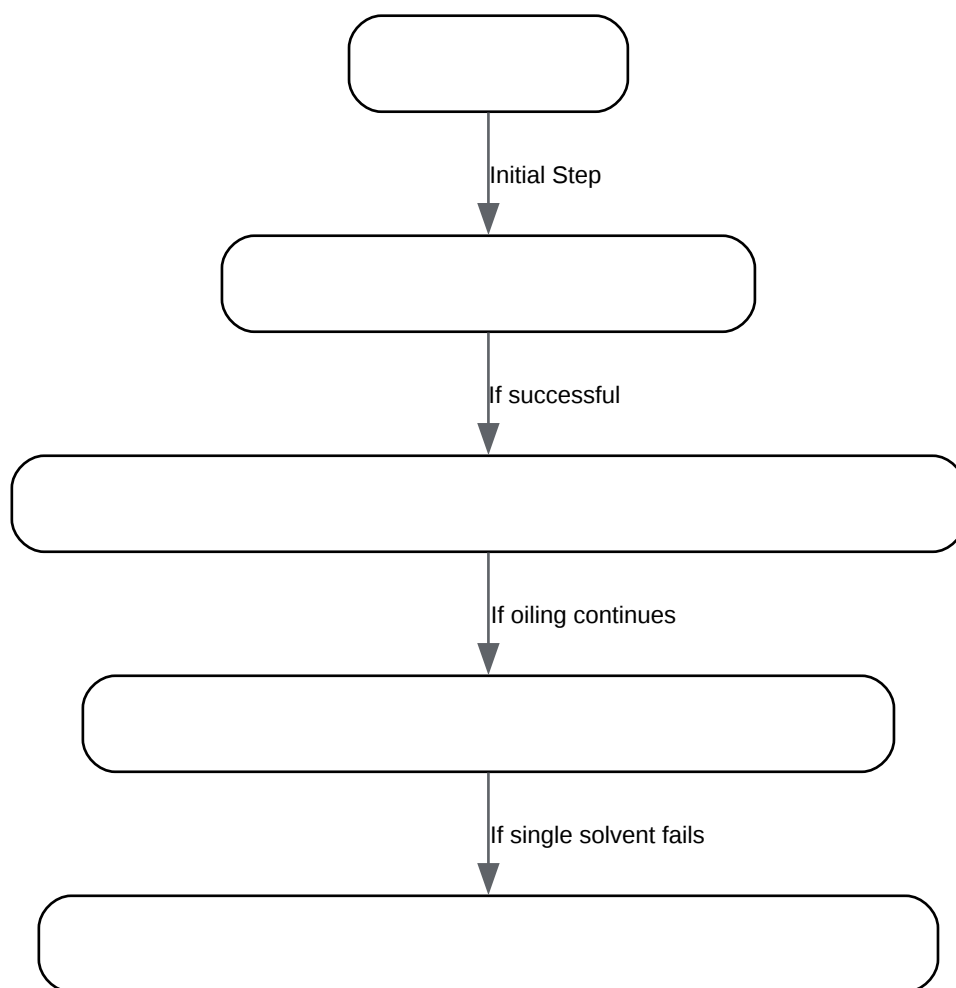 Initial Step
If successful
If oiling continues
If single solvent fails